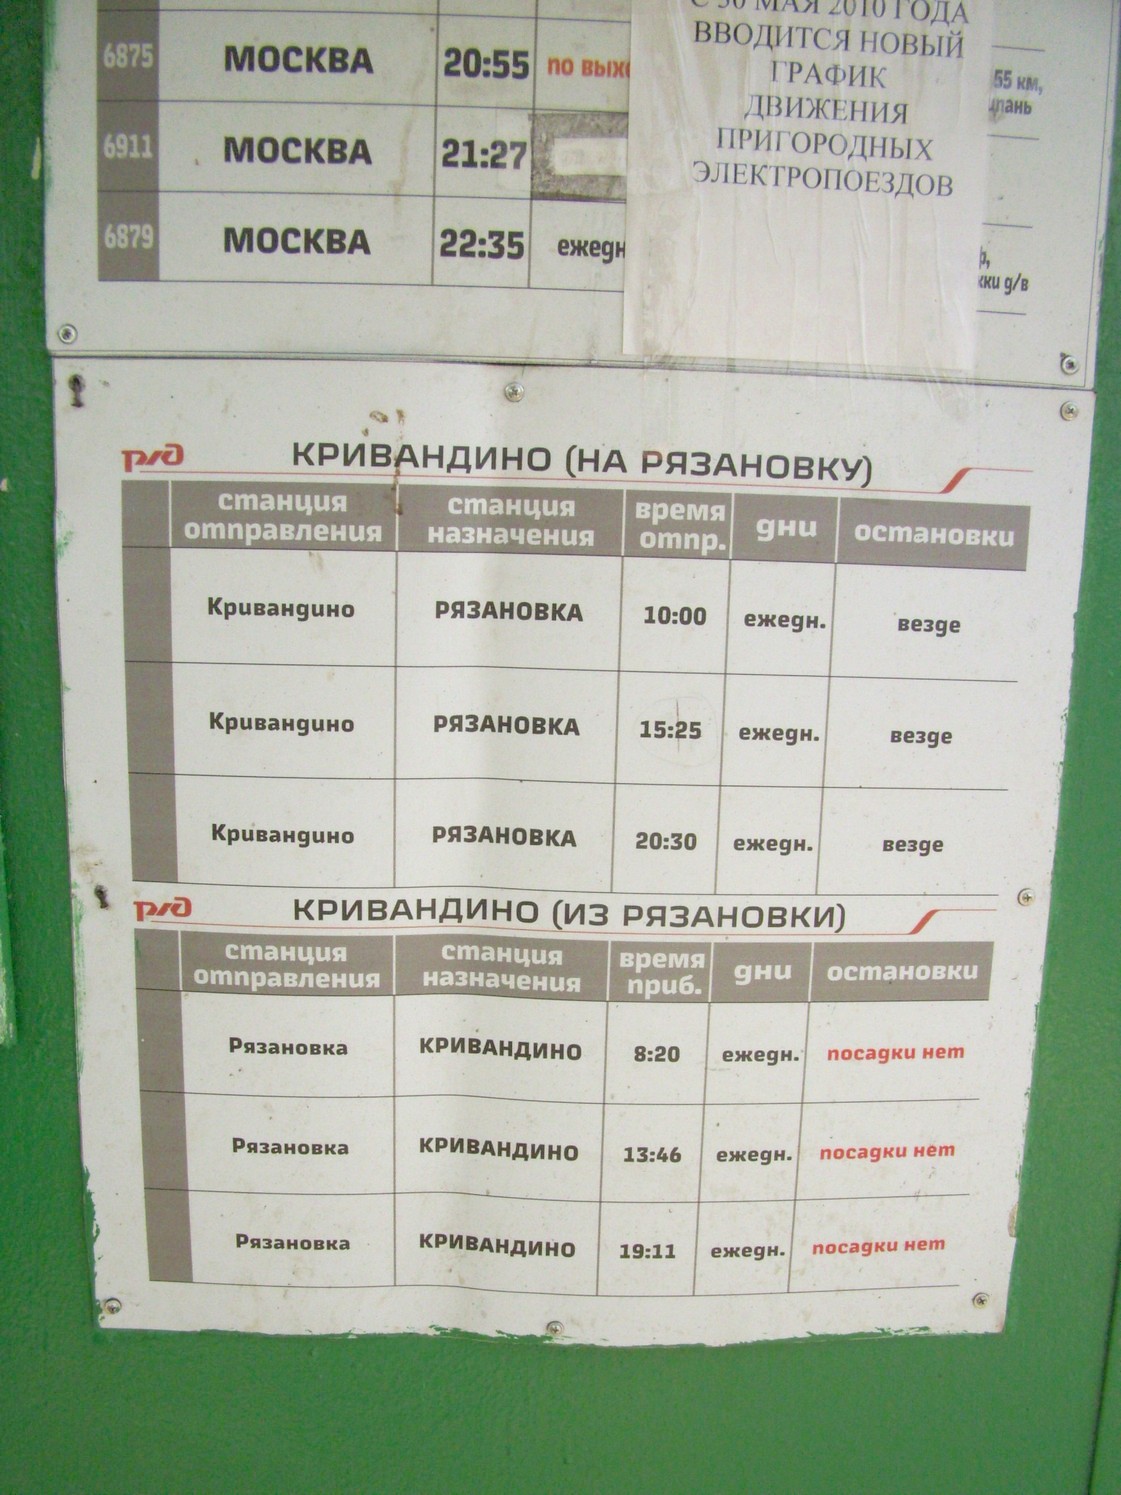 6875 МОСКВА 20:55
6911 МОСКВА 21:27
6879 МОСКВА 22:35
55 км,
д/в
МАЯ 2010 ГОДА
ВВОДИТСЯ НОВЫЙ
ГРАФИК
ДВИЖЕНИЯ
ПРИГОРОДНЫХ
ЭЛЕКТРОПОЕЗДОВ
ржд КРИВАНДИНО (НА РЯЗАНОВКУ)
станция отправления станция назначения время отпр. дни остановки
Кривандино РЯЗАНОВКА 10:00 ежедн. везде
Кривандино РЯЗАНОВКА 15:25 ежедн. везде
Кривандино РЯЗАНОВКА 20:30 ежедн. везде
ржд КРИВАНДИНО (ИЗ РЯЗАНОВКИ)
станция отправления станция назначения время приб. дни остановки
Рязановка КРИВАНДИНО 8:20 ежедн. посадки нет
Рязановка КРИВАНДИНО 13:46 ежедн. посадки нет
Рязановка КРИВАНДИНО 19:11 ежедн. посадки нет